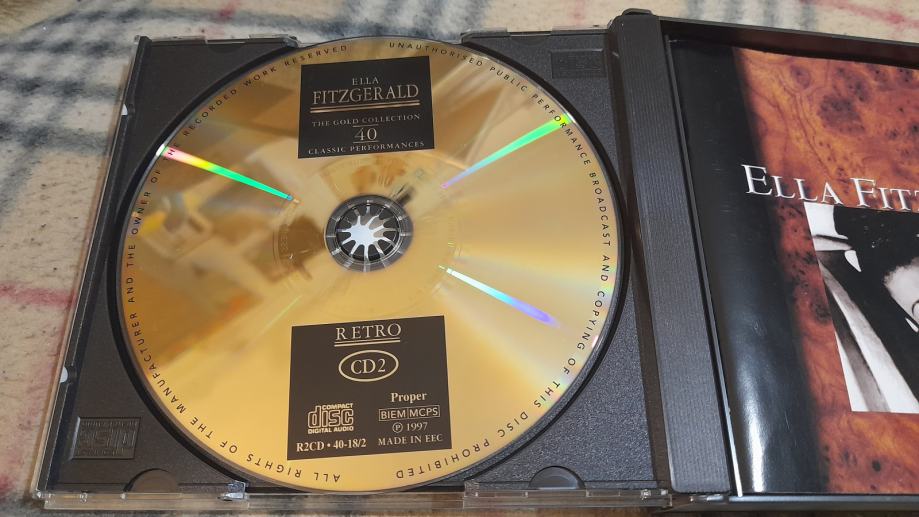 ELLA
FITZGERALD
THE GOLD COLLECTION
40
CLASSIC PERFORMANCES
RETRO
CD2
COMPACT
disc
DIGITAL AUDIO
R2CD • 40-18/2
Proper
BIEM MCPS
℗ 1997
MADE IN EEC
ALL RIGHTS OF THE MANUFACTURER AND THE OWNER OF THE RECORDED WORK RESERVED
UNAUTHORISED PUBLIC PERFORMANCE BROADCAST AND COPYING OF THIS DISC PROHIBITED
ELLA FITZ